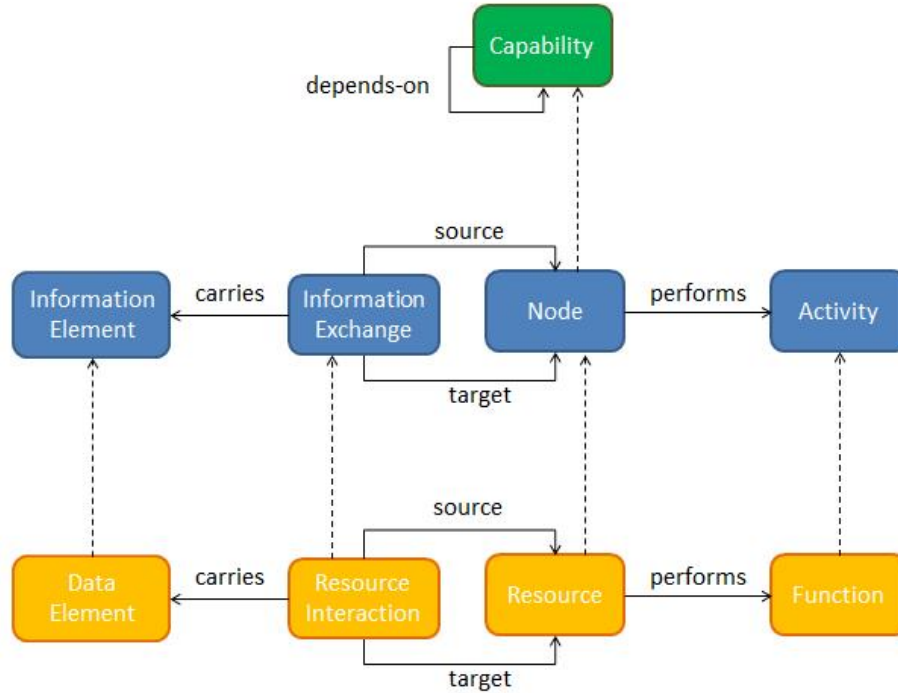 Capability
depends-on
source
Information
Element
carries
Information
Exchange
Node
performs
Activity
target
source
Data
Element
carries
Resource
Interaction
Resource
performs
Function
target